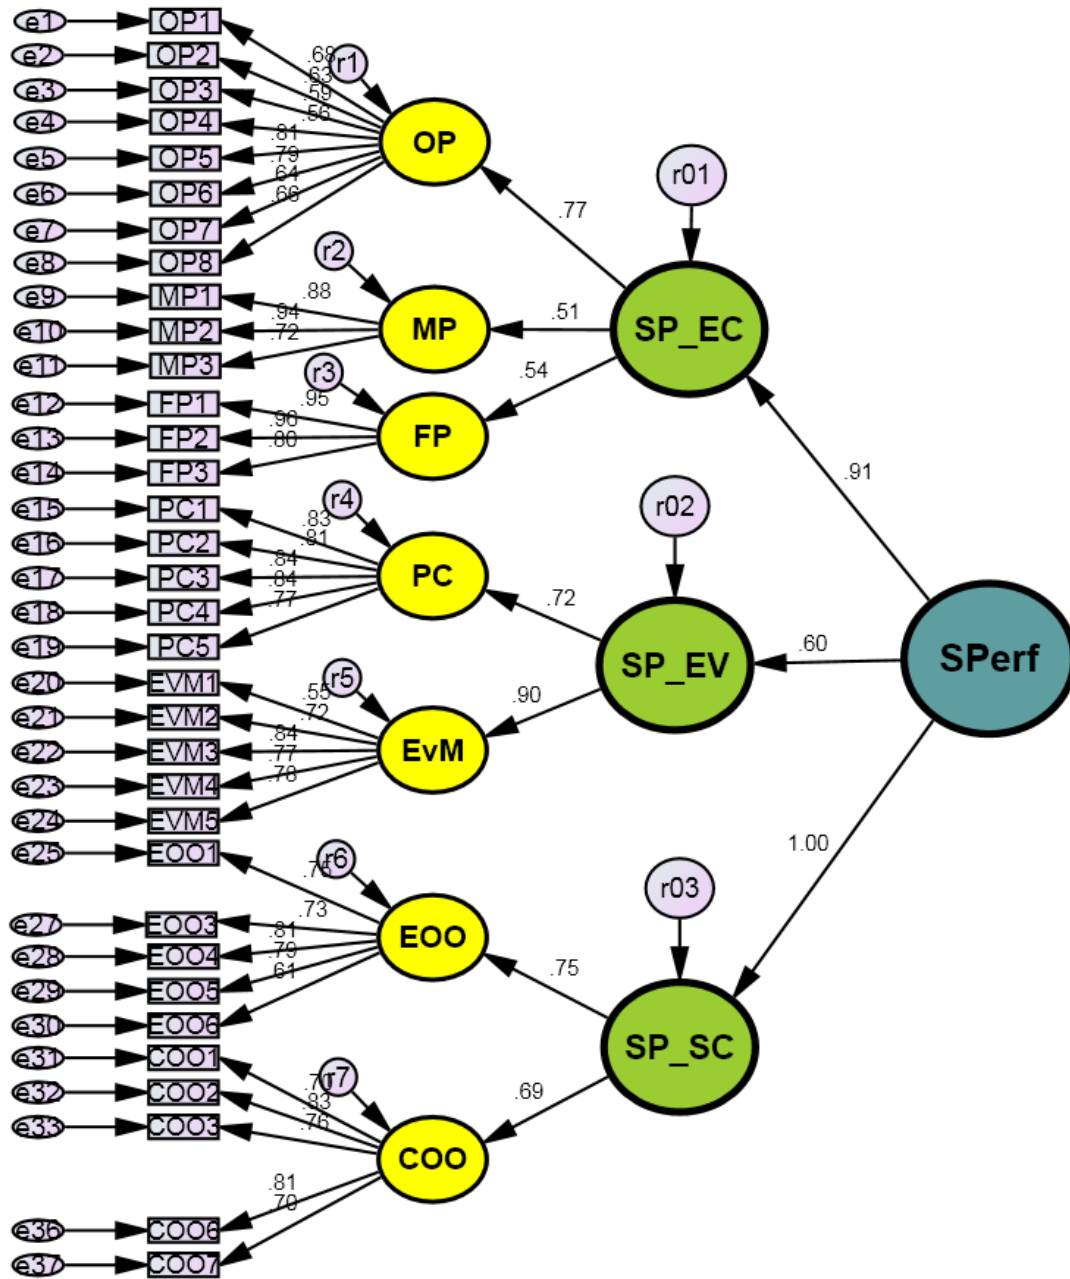 e1 OP1
e2 OP2
e3 OP3
e4 OP4
e5 OP5
e6 OP6
e7 OP7
e8 OP8
.68
.63
.59
.56
.81
.79
.64
.66
r1
OP
.77
r01
e9 MP1
e10 MP2
e11 MP3
.88
.94
.72
r2
MP
.51
SP_EC
e12 FP1
e13 FP2
e14 FP3
.95
.80
r3
FP
.54
.91
e15 PC1
e16 PC2
e17 PC3
e18 PC4
e19 PC5
.83
.81
.84
.84
.77
r4
PC
.72
r02
e20 EVM1
e21 EVM2
e22 EVM3
e23 EVM4
e24 EVM5
.55
.72
.84
.77
.78
r5
EvM
.90
SP_EV
.60
SPerf
e25 EOO1
e27 EOO3
e28 EOO4
e29 EOO5
e30 EOO6
.73
.81
.79
.61
r6
EOO
.75
r03
1.00
e31 COO1
e32 COO2
e33 COO3
e36 COO6
e37 COO7
.83
.76
.81
.70
r7
COO
.69
SP_SC